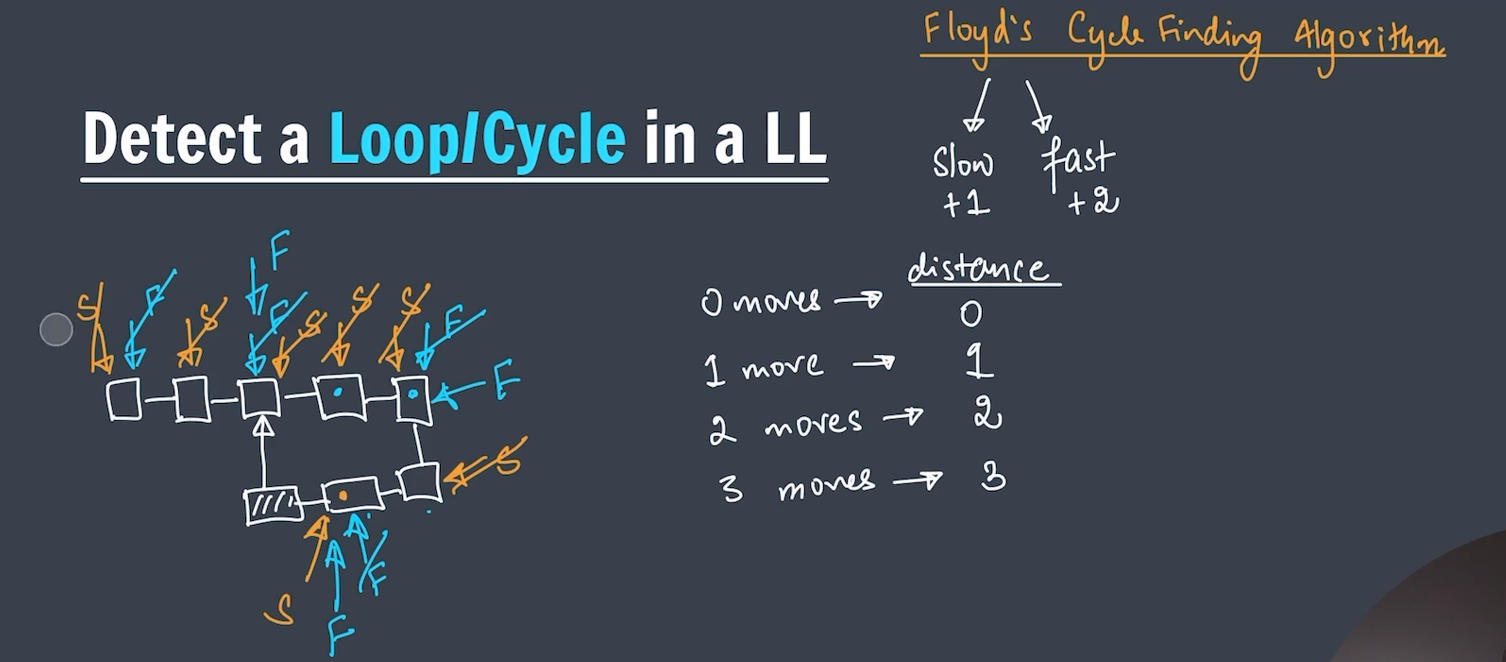 Floyd's Cycle Finding Algorithm
Detect a Loop/Cycle in a LL
Slow fast
+1 +2
F
S F S F S S S F
F
S
S F
F
distance
0 moves → 0
1 move → 1
2 moves → 2
3 moves → 3